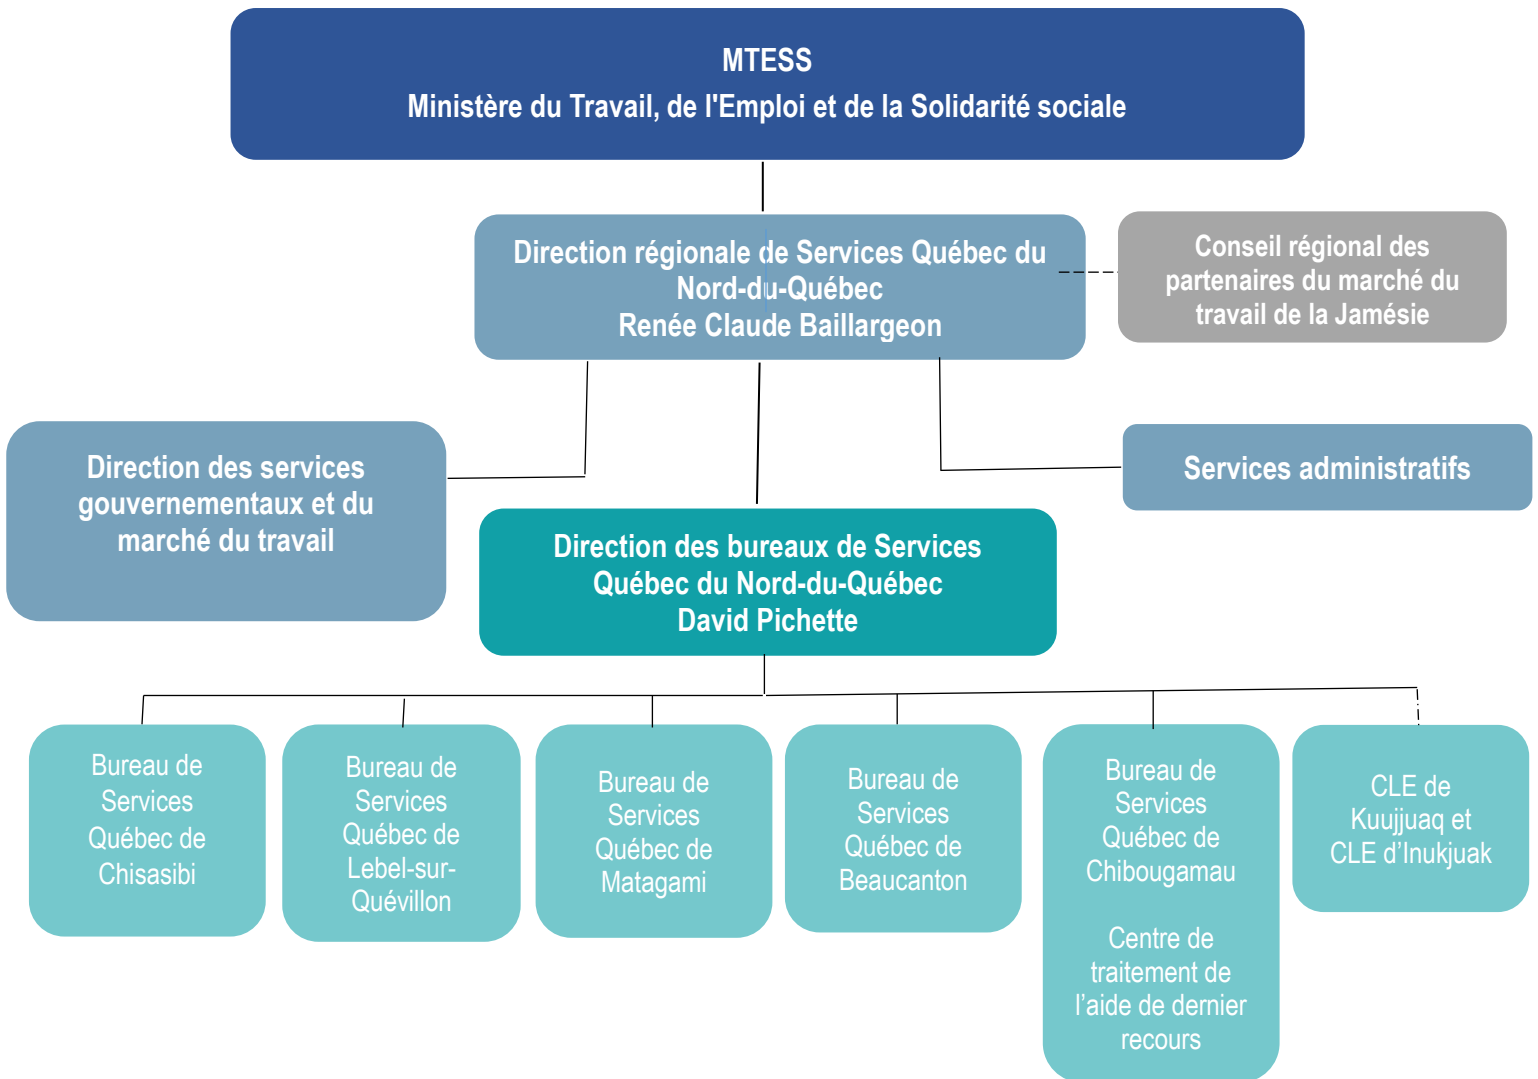 MTESS
Ministère du Travail, de l'Emploi et de la Solidarité sociale
Direction régionale de Services Québec du
Nord-du-Québec
Renée Claude Baillargeon
Conseil régional des
partenaires du marché du
travail de la Jamésie
Direction des services
gouvernementaux et du
marché du travail
Services administratifs
Direction des bureaux de Services
Québec du Nord-du-Québec
David Pichette
Bureau de
Services
Québec de
Chisasibi
Bureau de
Services
Québec de
Lebel-sur-
Quévillon
Bureau de
Services
Québec de
Matagami
Bureau de
Services
Québec de
Beaucanton
Bureau de
Services
Québec de
Chibougamau
Centre de
traitement de
l’aide de dernier
recours
CLE de
Kuujjuaq et
CLE d’Inukjuak